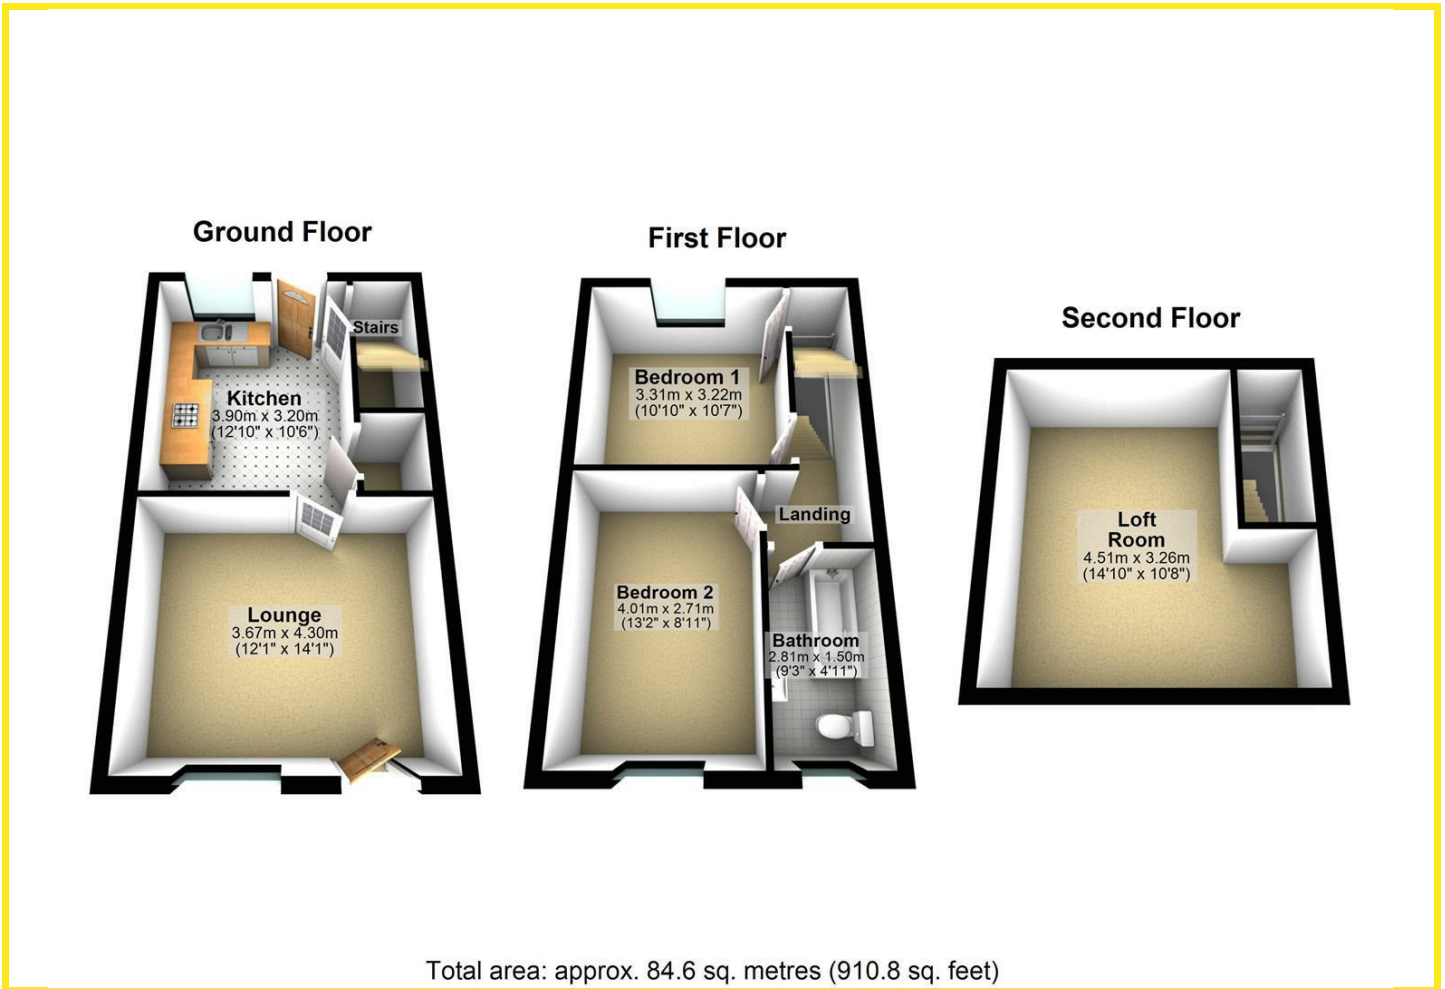 Ground Floor
Stairs
Kitchen
3.90m x 3.20m
(12'10" x 10'6")
Lounge
3.67m x 4.30m
(12'1" x 14'1")
First Floor
Bedroom 1
3.31m x 3.22m
(10'10" x 10'7")
Landing
Bedroom 2
4.01m x 2.71m
(13'2" x 8'11")
Bathroom
2.81m x 1.50m
(9'3" x 4'11")
Second Floor
Loft
Room
4.51m x 3.26m
(14'10" x 10'8")
Total area: approx. 84.6 sq. metres (910.8 sq. feet)